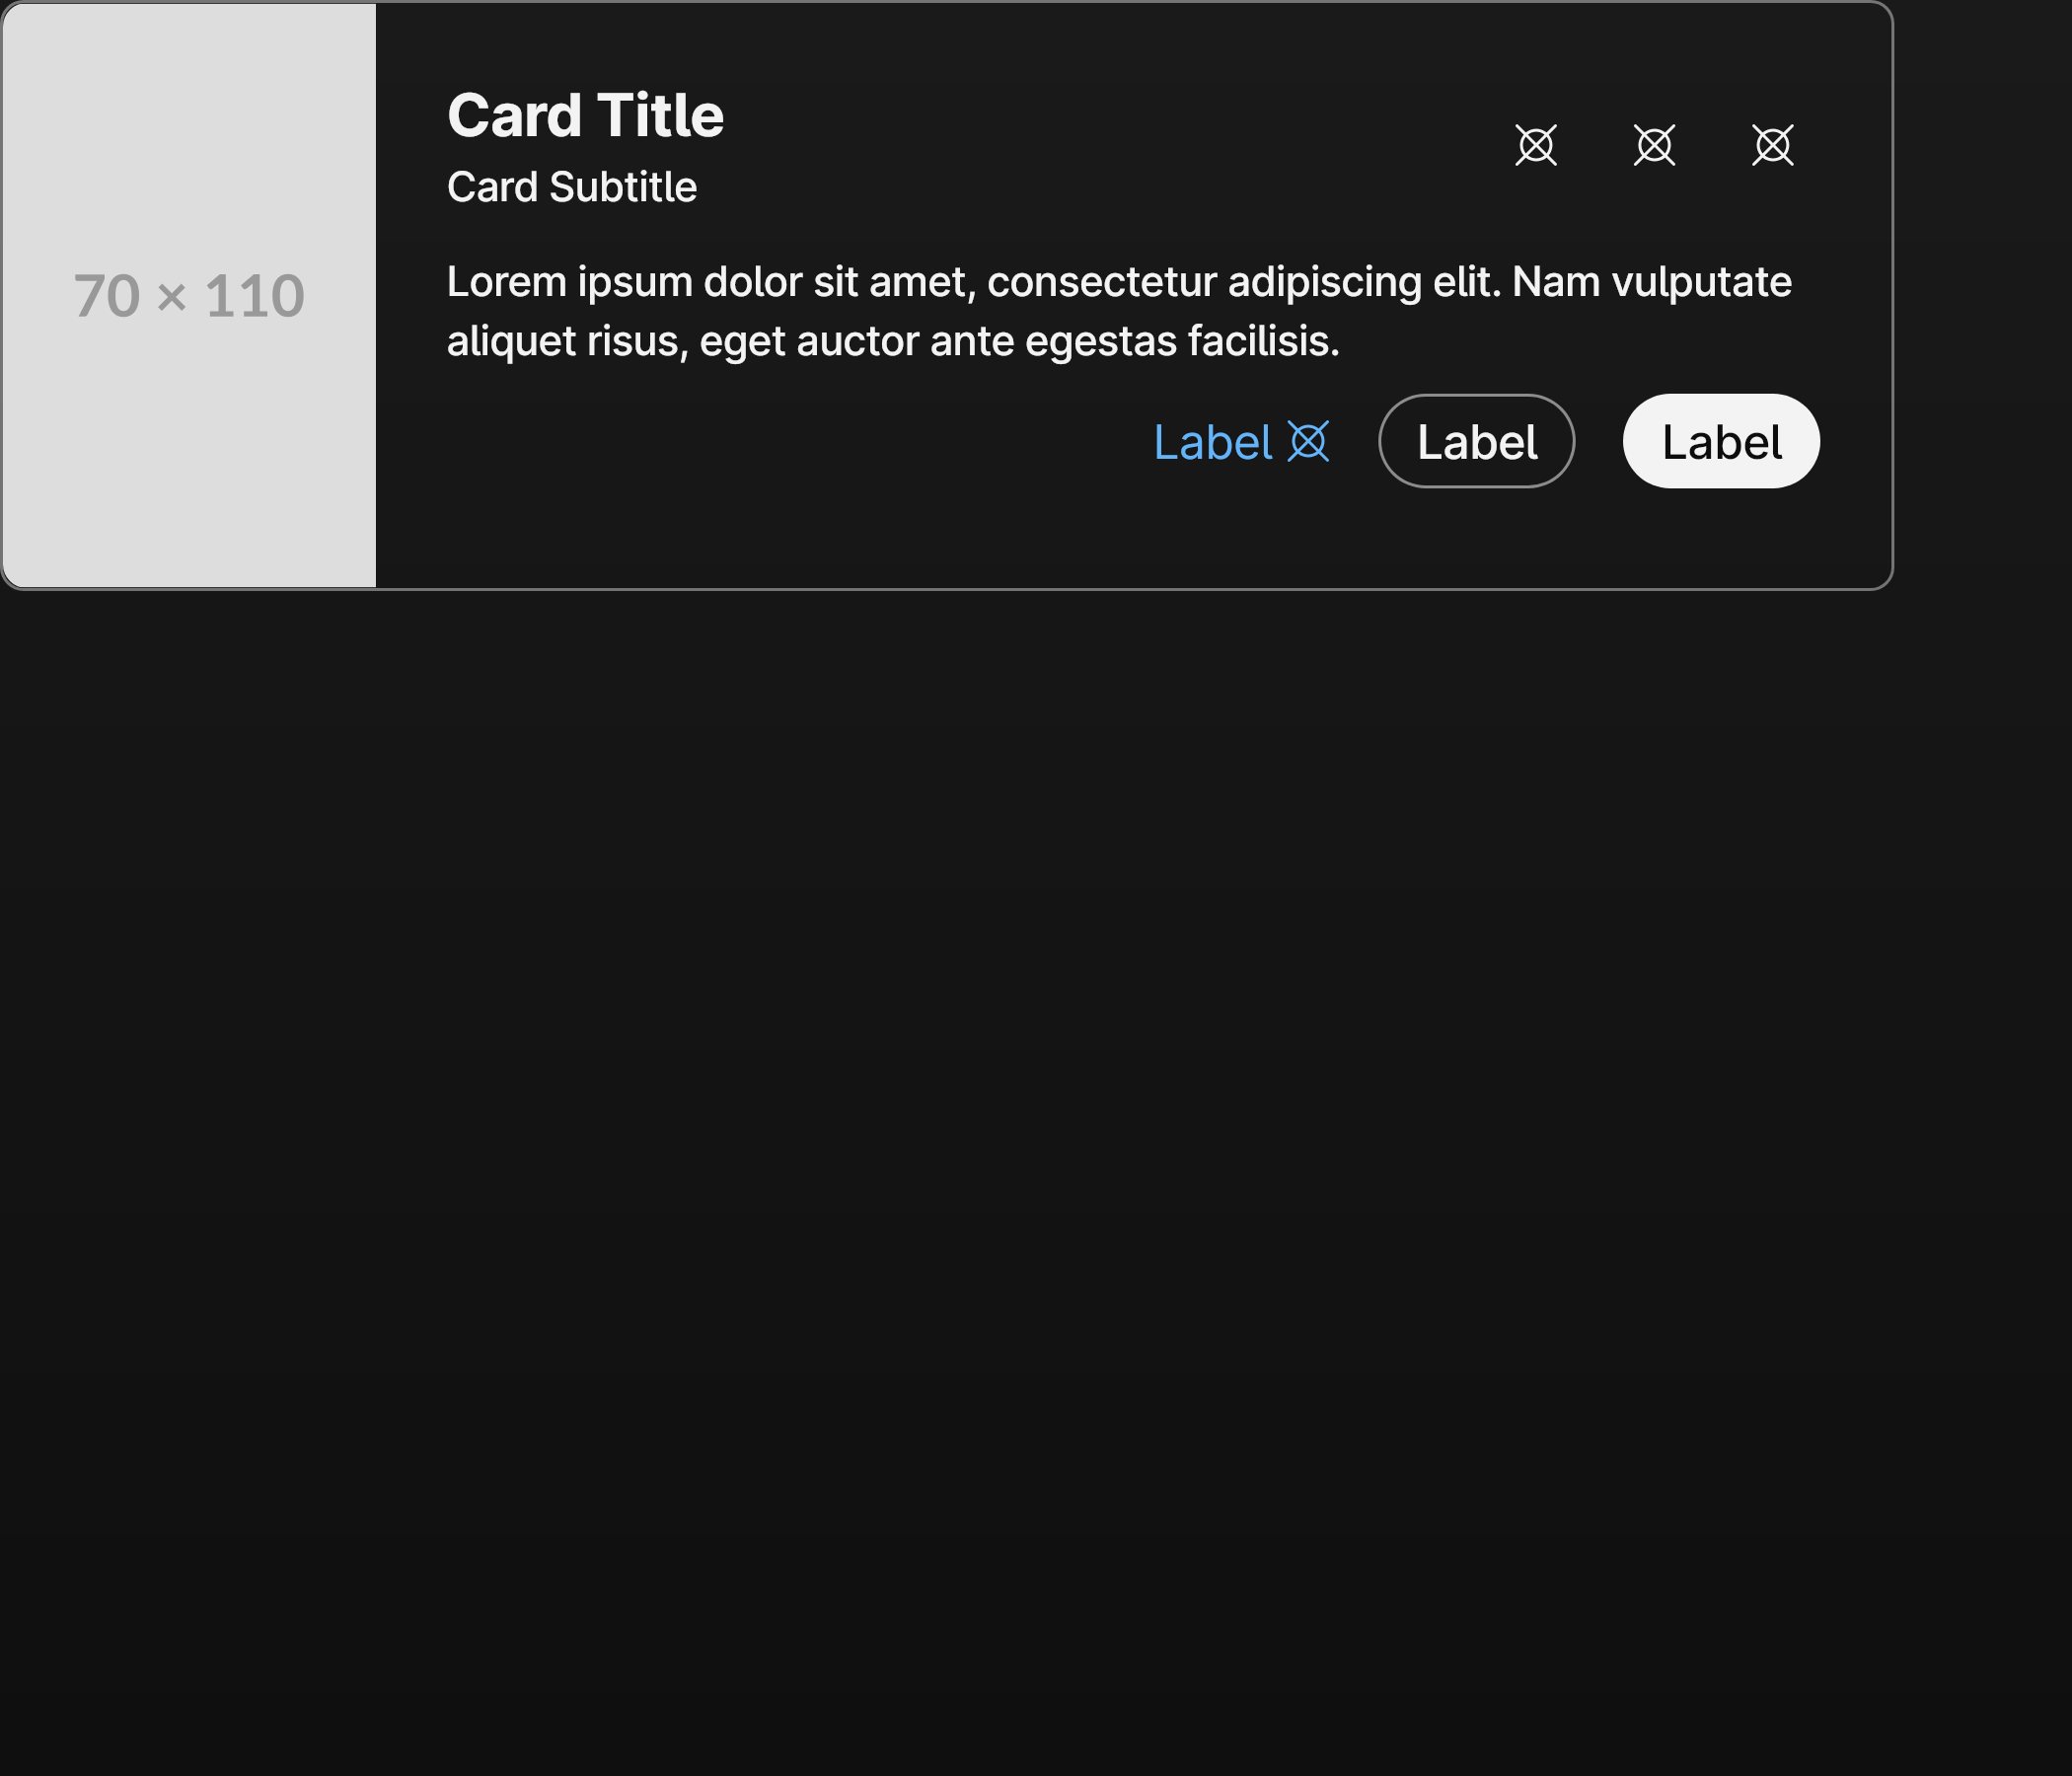 70 × 110
Card Title
Card Subtitle
Lorem ipsum dolor sit amet, consectetur adipiscing elit. Nam vulputate
aliquet risus, eget auctor ante egestas facilisis.
Label
Label
Label